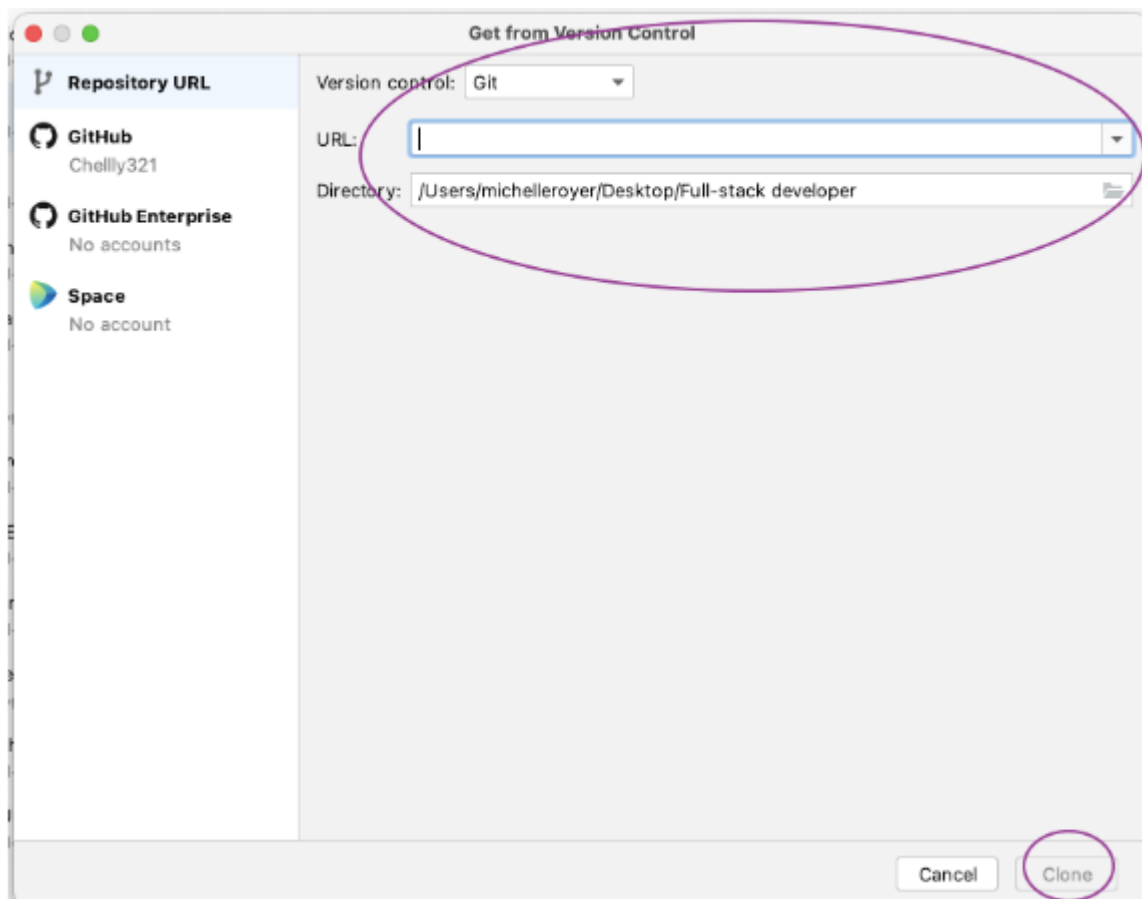 Get from Version Control
Repository URL
Version control: Git
GitHub
Chellly321
URL:
GitHub Enterprise
No accounts
Directory: /Users/michelleroyer/Desktop/Full-stack developer
Space
No account
Cancel
Clone